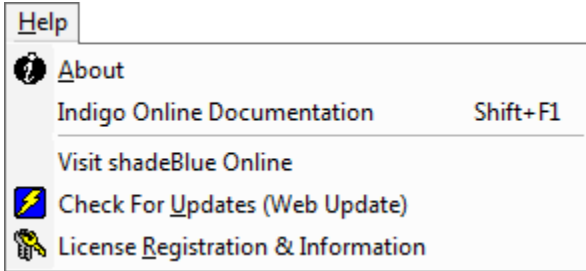 Help
About
Indigo Online Documentation Shift+F1
Visit shadeBlue Online
Check For Updates (Web Update)
License Registration & Information